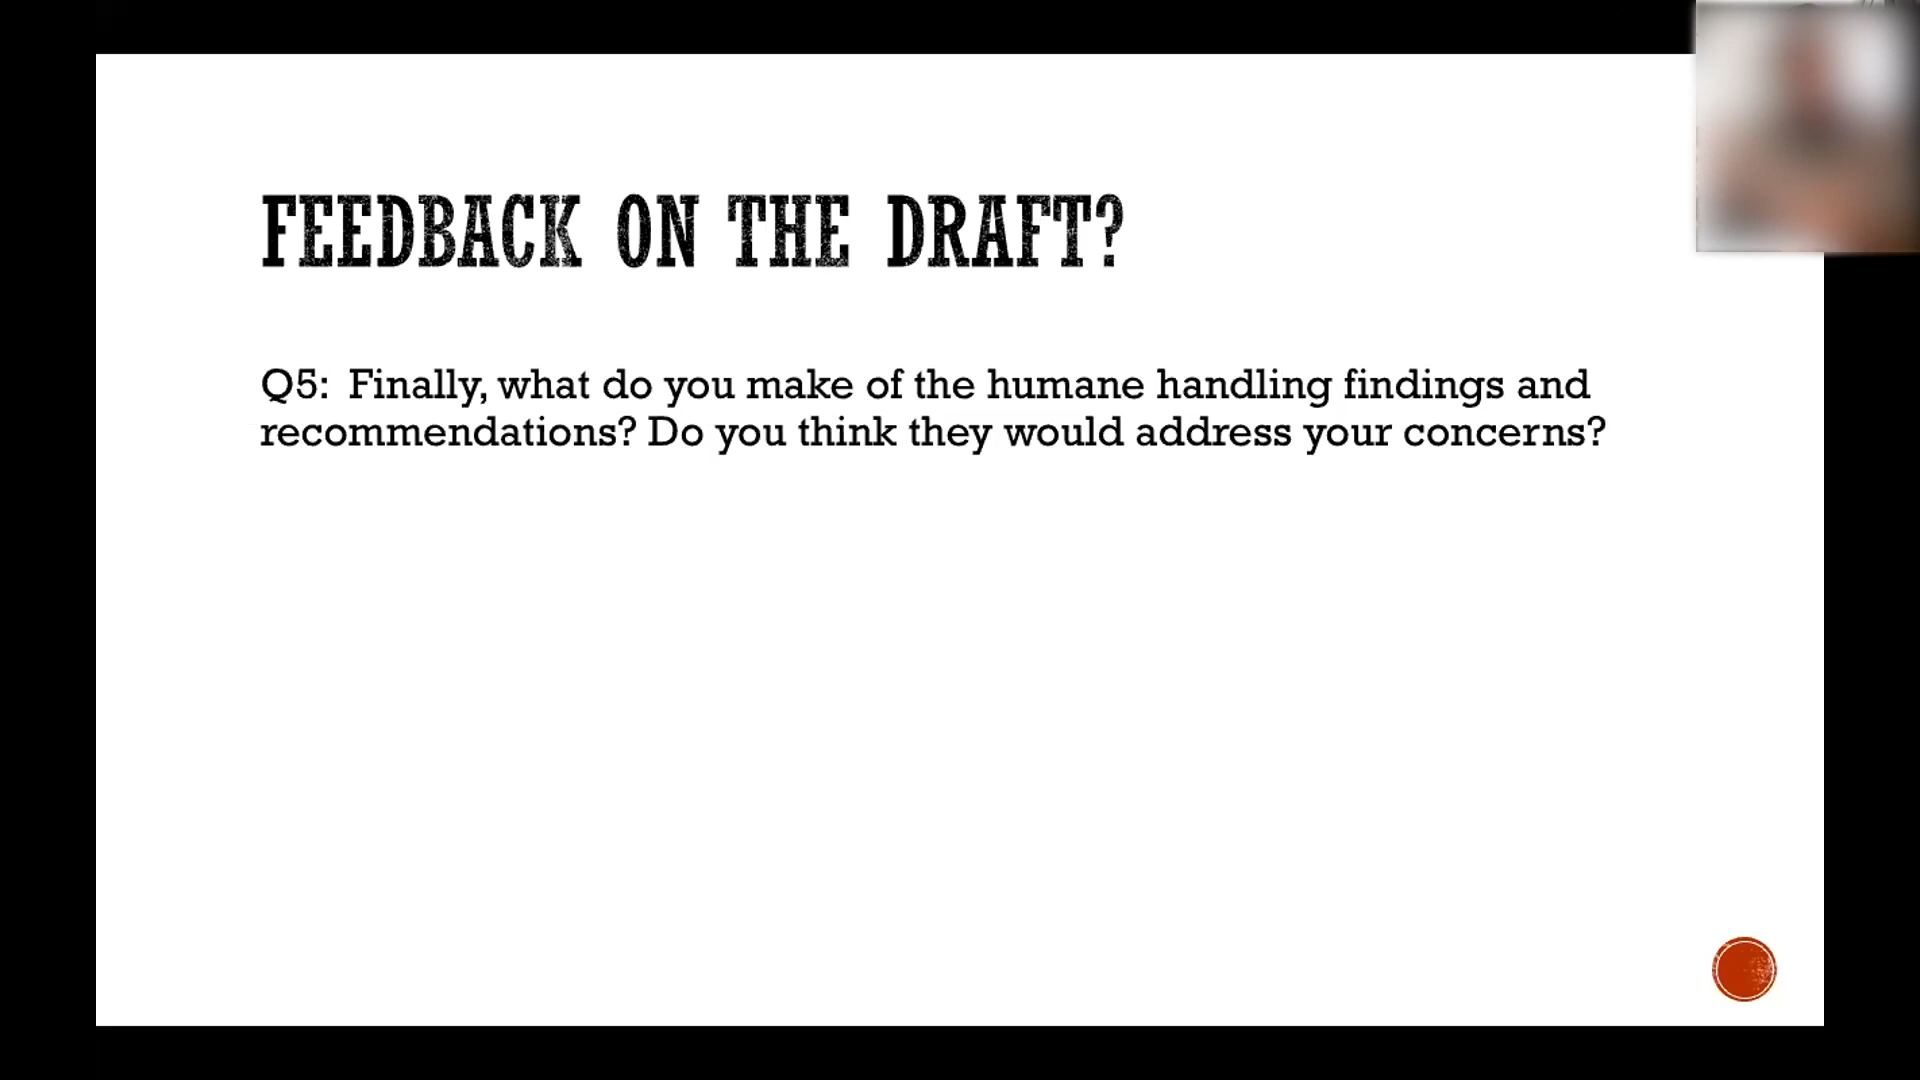 FEEDBACK ON THE DRAFT?
Q5:  Finally, what do you make of the humane handling findings and
recommendations? Do you think they would address your concerns?